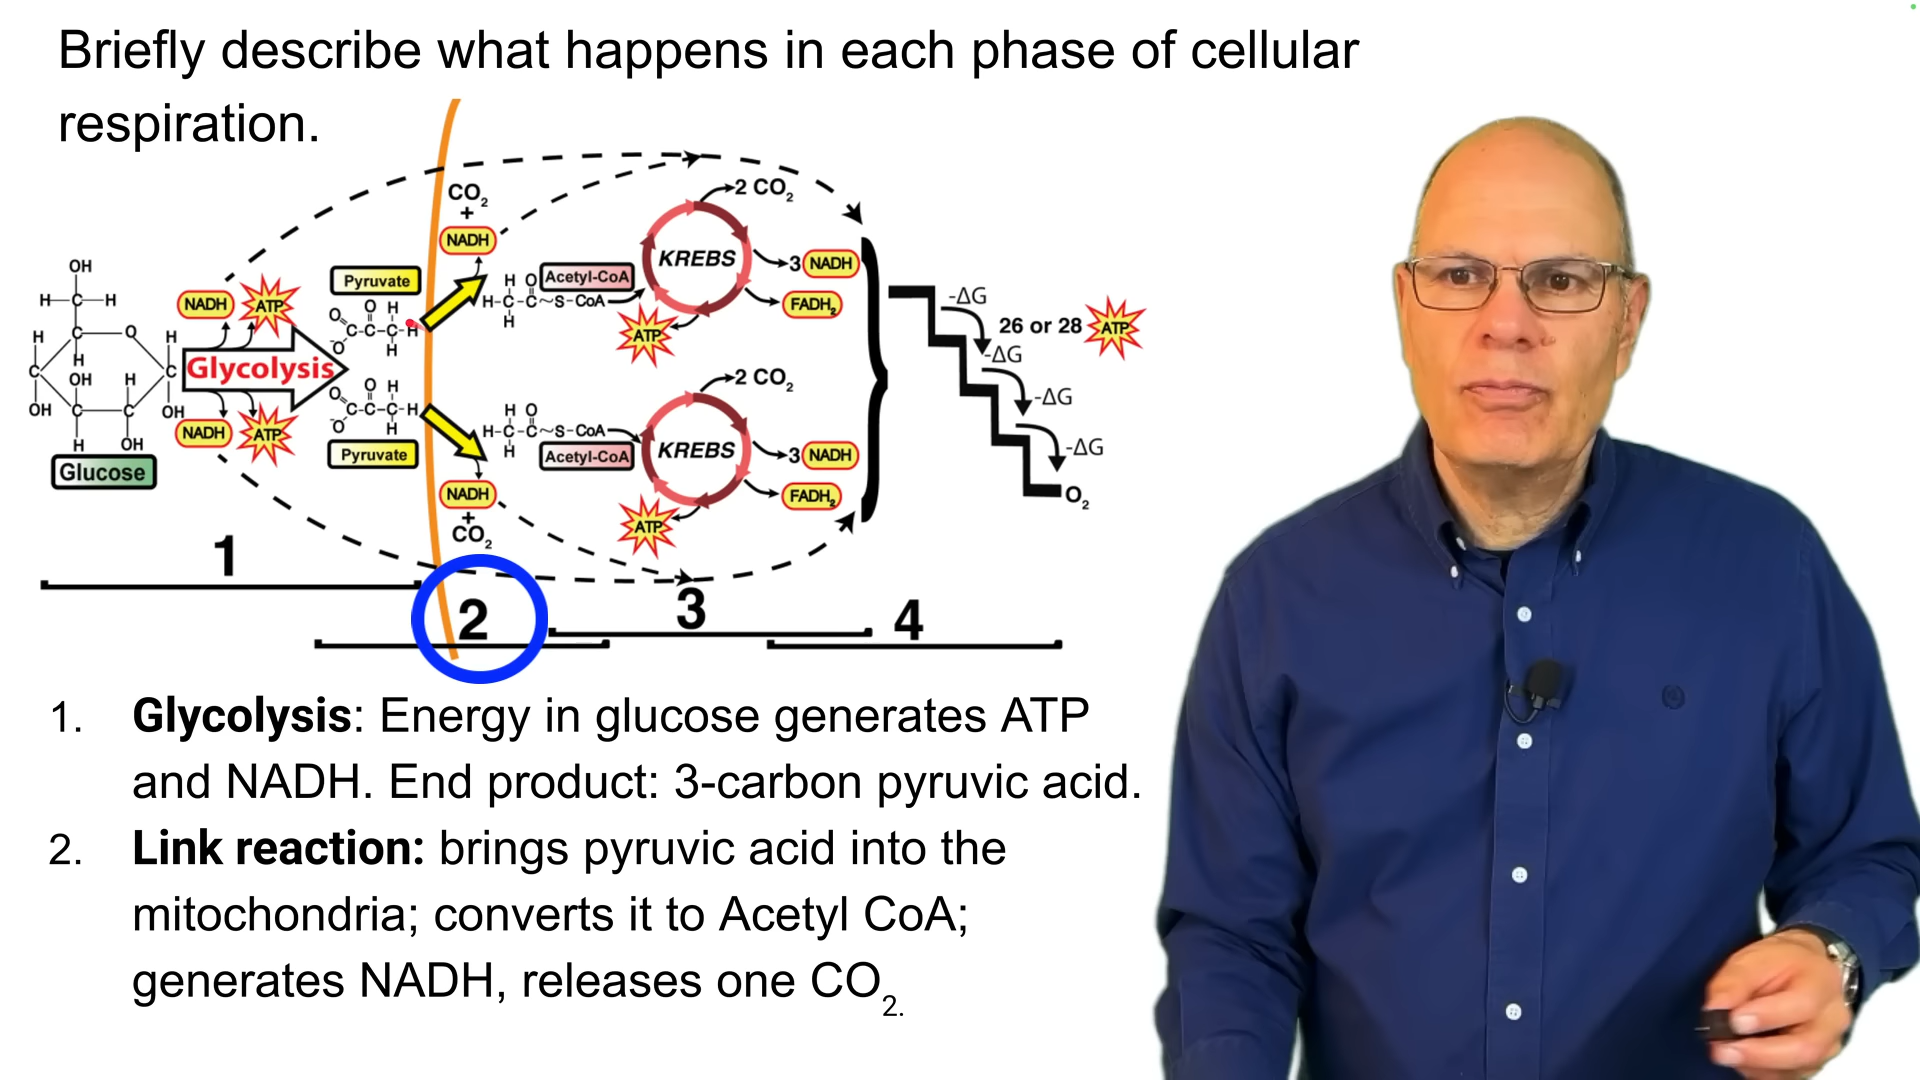 Briefly describe what happens in each phase of cellular
respiration.
OH
H-C-H
C O
H H
H
C OH H C
OH C C OH
H OH
Glucose
NADH ATP
Glycolysis
NADH ATP
Pyruvate
O H
O C-C-C-H
-O H
O H
O C-C-C-H
-O H
Pyruvate
CO2
+
NADH
H O Acetyl-CoA
H-C-C~S-CoA
H
H O
H-C-C~S-CoA
H Acetyl-CoA
NADH
+
CO2
2 CO2
KREBS
3 NADH
FADH2
ATP
2 CO2
KREBS
3 NADH
FADH2
ATP
-ΔG
26 or 28 ATP
-ΔG
-ΔG
-ΔG
O2
1
2
3
4
1. Glycolysis: Energy in glucose generates ATP
and NADH. End product: 3-carbon pyruvic acid.
2. Link reaction: brings pyruvic acid into the
mitochondria; converts it to Acetyl CoA;
generates NADH, releases one CO2.